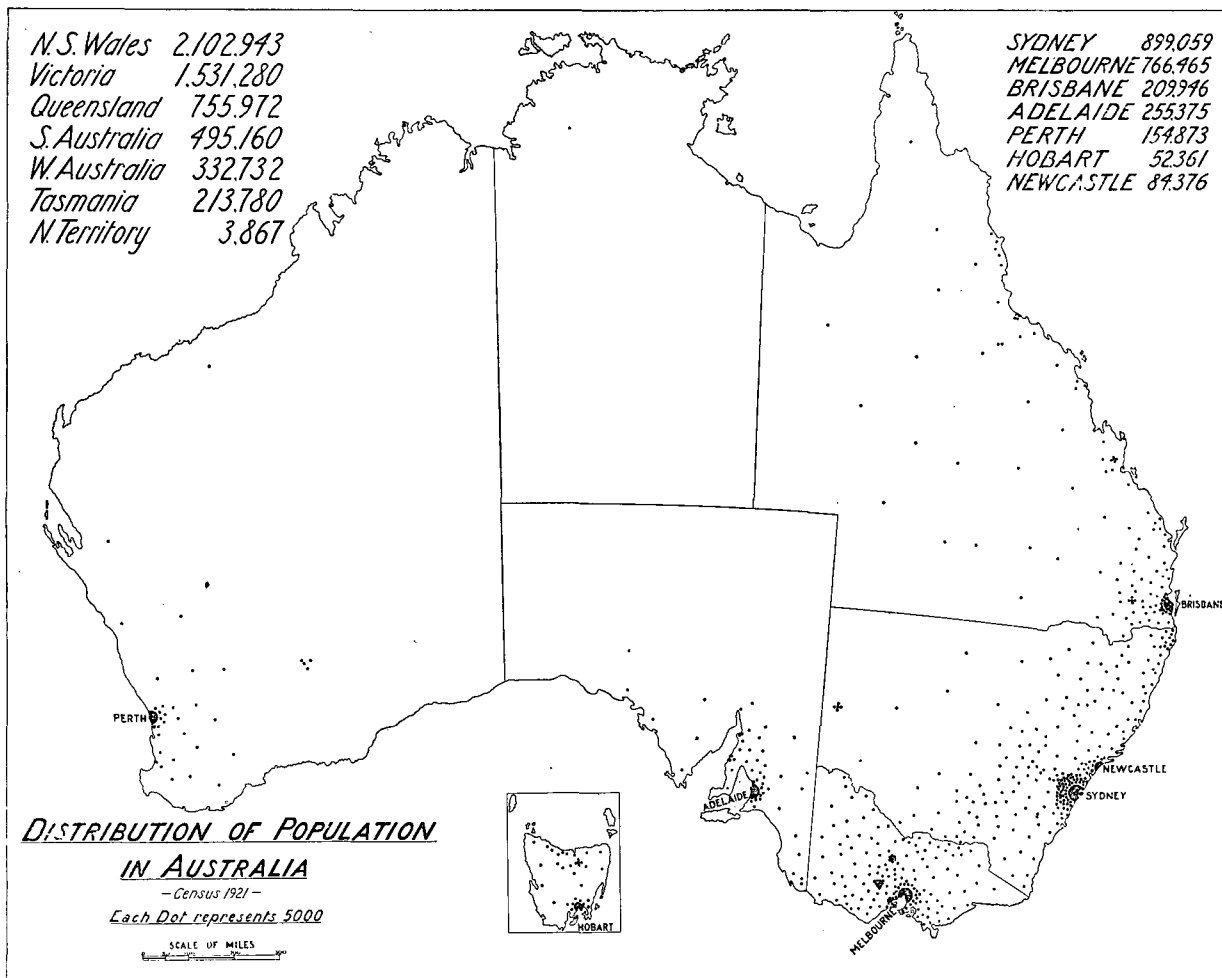 N.S. Wales 2.102.943
Victoria 1.531.280
Queensland 755.972
S. Australia 495.160
W. Australia 332.732
Tasmania 213.780
N. Territory 3.867
SYDNEY 899.059
MELBOURNE 766.465
BRISBANE 209.946
ADELAIDE 255.375
PERTH 154.873
HOBART 52.361
NEWCASTLE 84.376
BRISBANE
PERTH
NEWCASTLE
SYDNEY
ADELAIDE
MELBOURNE
HOBART
DISTRIBUTION OF POPULATION
IN AUSTRALIA
– Census 1921 –
Each Dot represents 5000
SCALE OF MILES